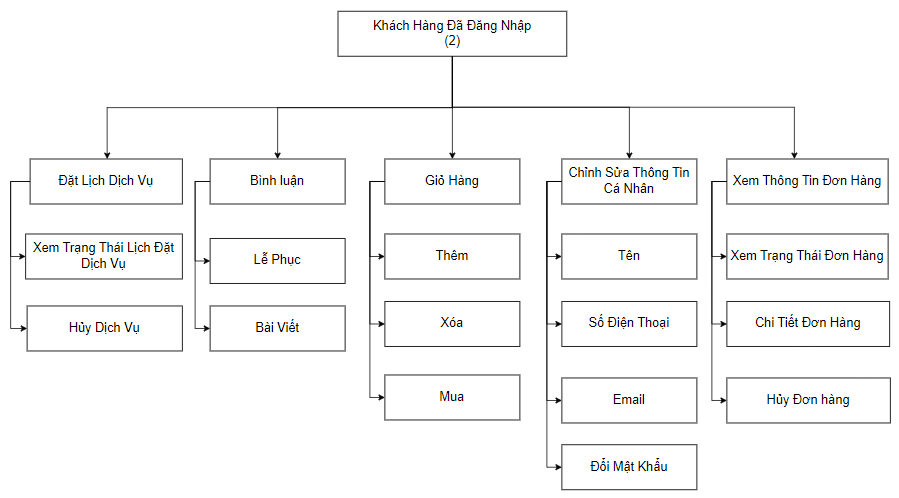 Khách Hàng Đã Đăng Nhập
(2)
Đặt Lịch Dịch Vụ
Bình luận
Giỏ Hàng
Chỉnh Sửa Thông Tin
Cá Nhân
Xem Thông Tin Đơn Hàng
Xem Trạng Thái Lịch Đặt
Dịch Vụ
Lễ Phục
Thêm
Tên
Xem Trạng Thái Đơn Hàng
Hủy Dịch Vụ
Bài Viết
Xóa
Số Điện Thoại
Chi Tiết Đơn Hàng
Mua
Email
Hủy Đơn hàng
Đổi Mật Khẩu